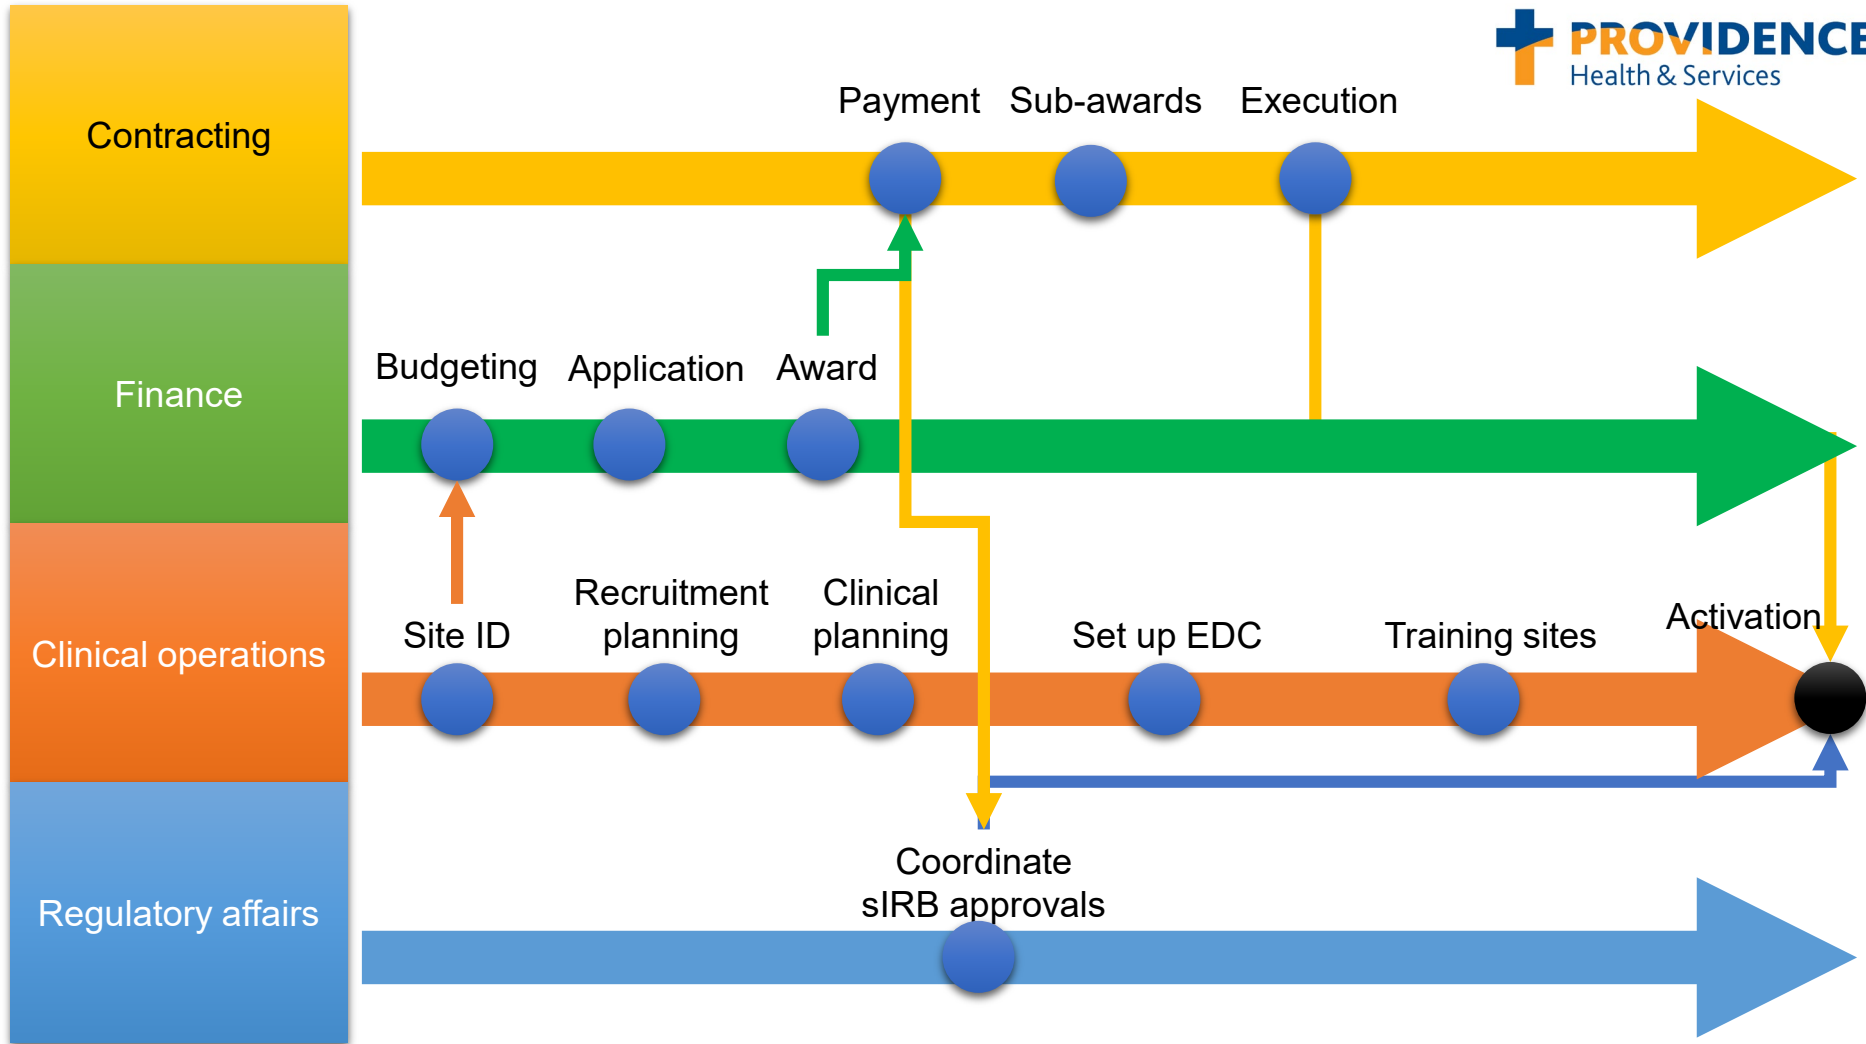 PROVIDENCE
Health & Services
Contracting
Payment
Sub-awards
Execution
Finance
Budgeting
Application
Award
Clinical operations
Site ID
Recruitment
planning
Clinical
planning
Set up EDC
Training sites
Activation
Regulatory affairs
Coordinate
sIRB approvals